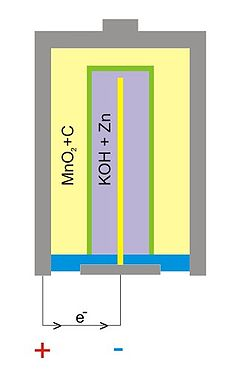 MnO₂+C
KOH + Zn
e⁻
+ -